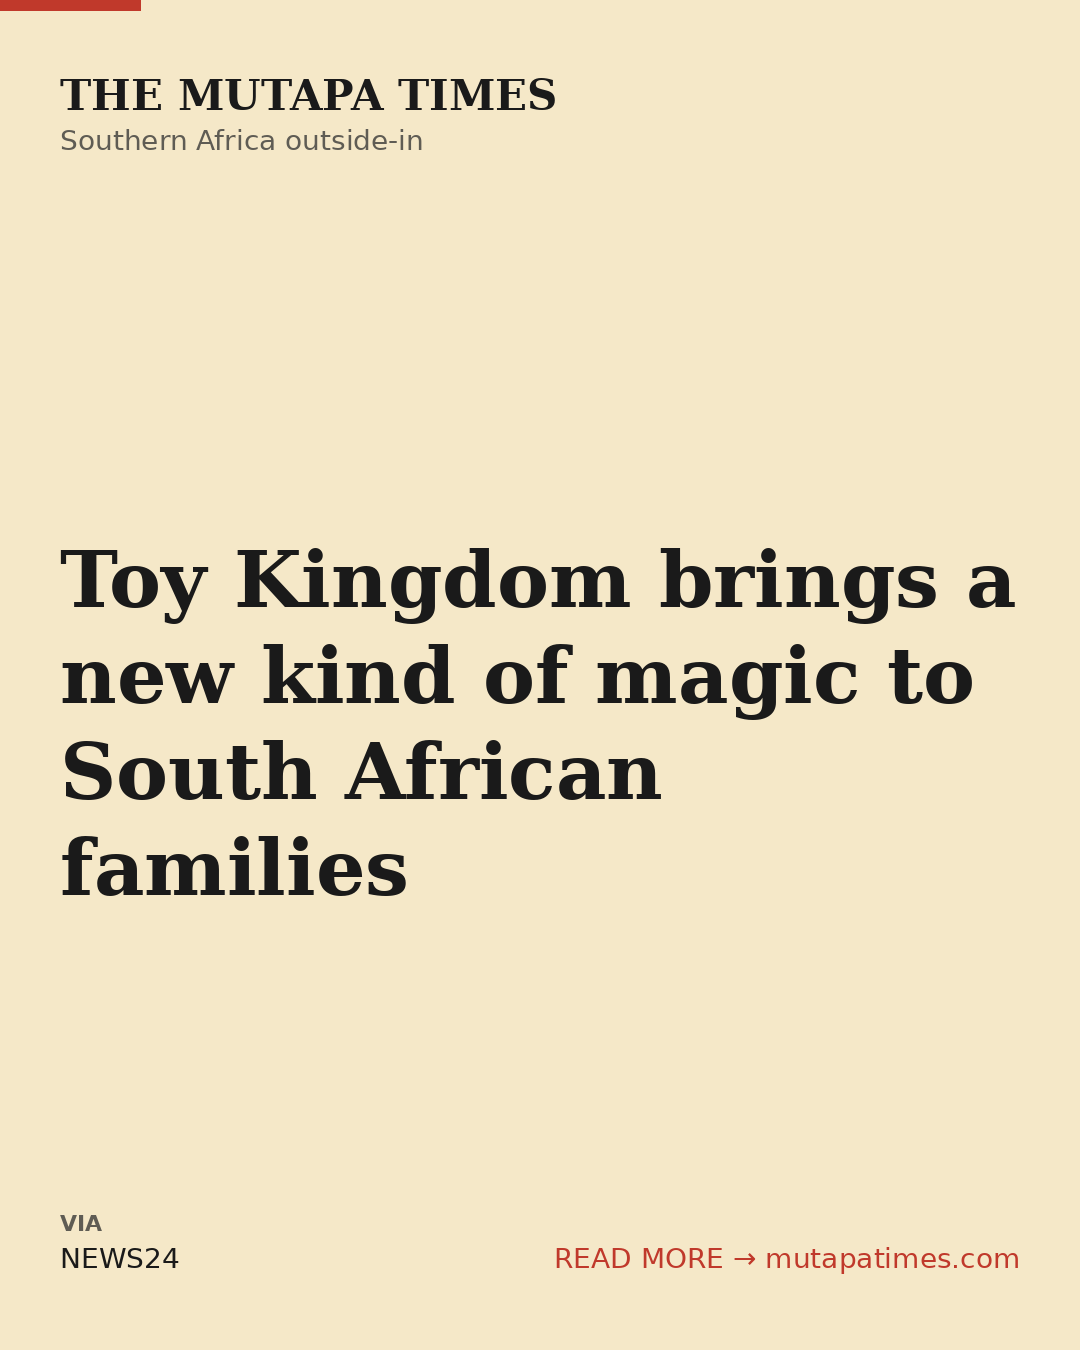 THE MUTAPA TIMES
Southern Africa outside-in
Toy Kingdom brings a
new kind of magic to
South African
families
VIA
NEWS24
READ MORE → mutapatimes.com